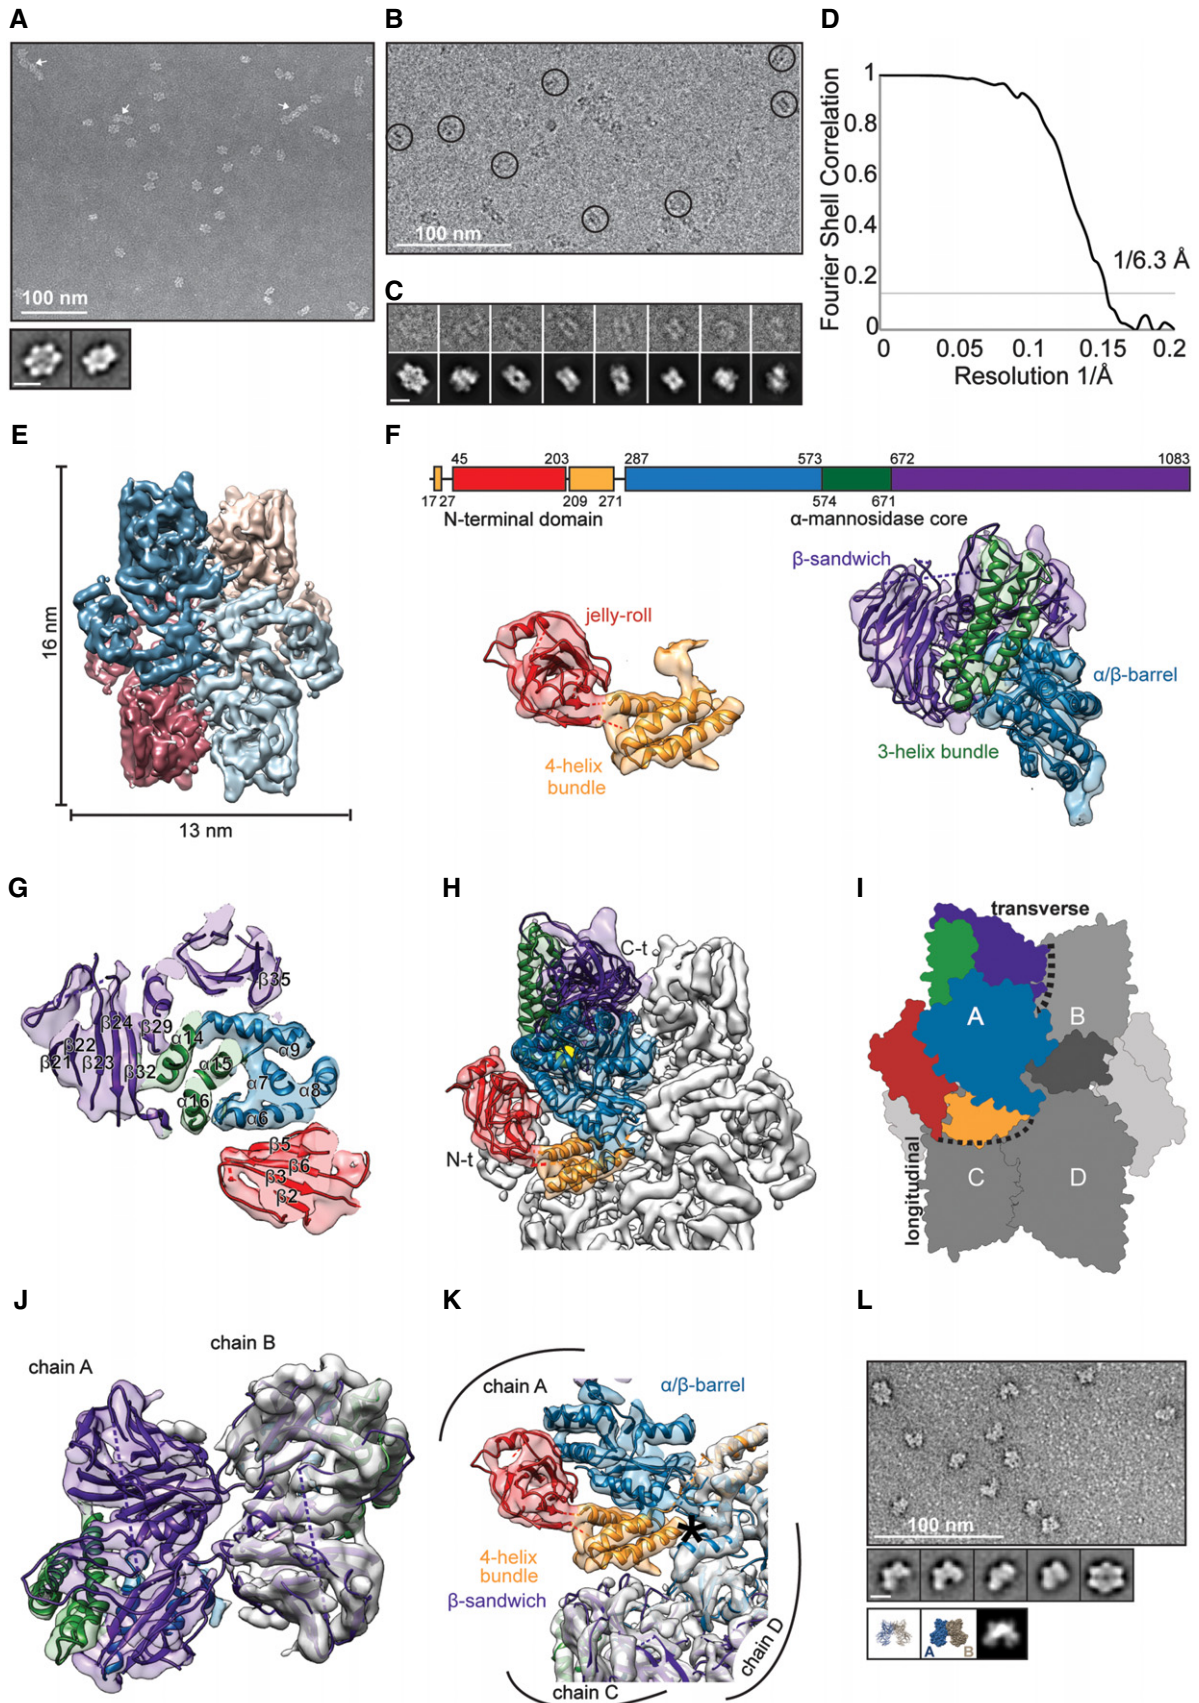 A
100 nm
B
100 nm
C
D
Fourier Shell Correlation
1
0.8
0.6
0.4
0.2
0
1/6.3 Å
0 0.05 0.1 0.15 0.2
Resolution 1/Å
E
16 nm
13 nm
F
45 203 287 573 672 1083
17 27 209 271 574 671
N-terminal domain α-mannosidase core
β-sandwich
jelly-roll
α/β-barrel
3-helix bundle
4-helix
bundle
G
β35
β24
β22
β21 β23
β29
β32
α14
α15
α16
α9
α7
α8
α6
β5
β6
β3
β2
H
C-t
N-t
I
transverse
A
B
C
D
longitudinal
J
chain A
chain B
K
chain A
α/β-barrel
*
4-helix
bundle
β-sandwich
chain C
chain D
L
100 nm
A
B